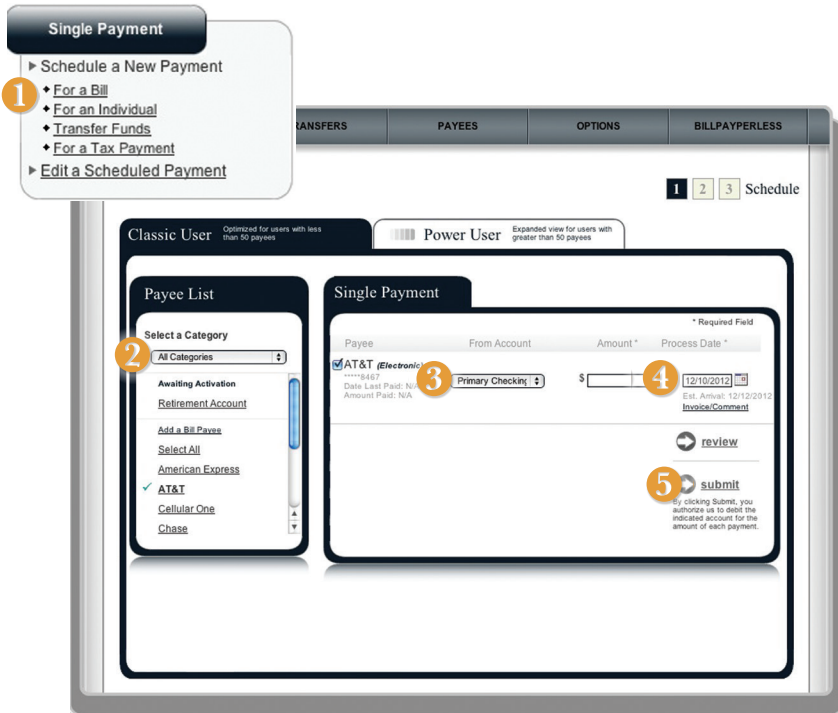 Single Payment
Schedule a New Payment
1
For a Bill
For an Individual
Transfer Funds
For a Tax Payment
Edit a Scheduled Payment
PAYEES
OPTIONS
BILLPAYPERLESS
1 2 3 Schedule
Classic User
Optimized for users with less
than 50 payees
Power User
Expanded view for users with
greater than 50 payees
Payee List
Select a Category
2
All Categories
Awaiting Activation
Retirement Account
Add a Bill Payee
Select All
American Express
AT&T
Cellular One
Chase
Single Payment
* Required Field
Payee From Account Amount * Process Date *
AT&T
*****8467
Date Last Paid:
Amount Paid: N/A
3
Primary Checking
$
4
12/10/2012
Est. Arrival: 12/12/2012
Invoice/Comment
review
5
submit
By clicking Submit, you
authorize us to debit the
indicated account for the
amount of each payment.